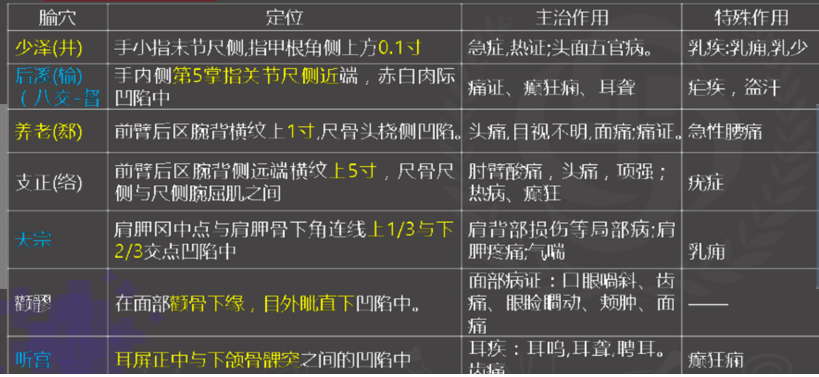 腧穴 定位 主治作用 特殊作用
少泽(井) 手小指末节尺侧,指甲根角侧上方0.1寸 急症,热证;头面五官病。 乳疾:乳痈,乳少
后溪(输)
(八交-督
手内侧第5掌指关节尺侧近端，赤白肉际
凹陷中
痛证、癫狂痫、耳聋 疟疾，盗汗
养老(郄) 前臂后区腕背横纹上1寸,尺骨头桡侧凹陷。 头痛,目视不明,面痛;痛证。 急性腰痛
支正(络)
前臂后区腕背侧远端横纹上5寸，尺骨尺
侧与尺侧腕屈肌之间
肘臂酸痛，头痛，项强；
热病、癫狂
疣症
天宗
肩胛冈中点与肩胛骨下角连线上1/3与下
2/3交点凹陷中
肩背部损伤等局部病;肩
胛疼痛;气喘
乳痈
颧髎 在面部颧骨下缘，目外眦直下凹陷中。
面部病证：口眼㖞斜、齿
痛、眼睑瞤动、颊肿、面
痛
——
听宫 耳屏正中与下颌骨髁突之间的凹陷中
耳疾：耳鸣,耳聋,聤耳。
齿痛
癫狂痫